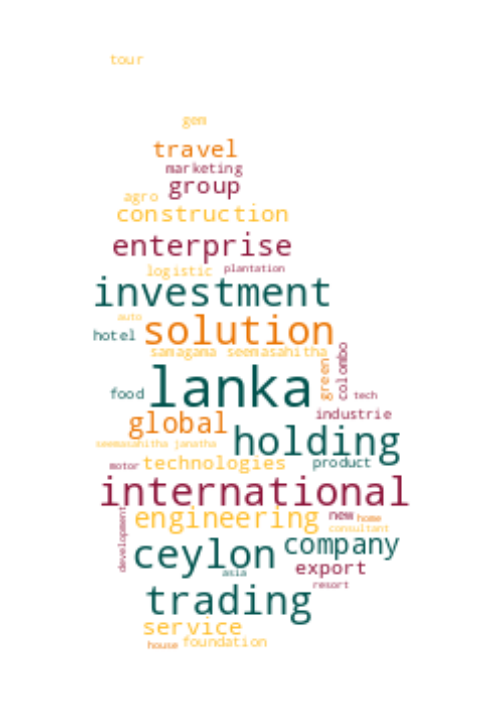 tour
gem
travel
marketing
group
agro
construction
enterprise
logistic plantation
investment
auto
hotel solution
samagama seemasahitha
green colombo
food lanka tech
global industrie
seemasahitha janatha holding
motor technologies product
international
development engineering new home
consultant
ceylon company
asia export
resort
trading
service
house foundation